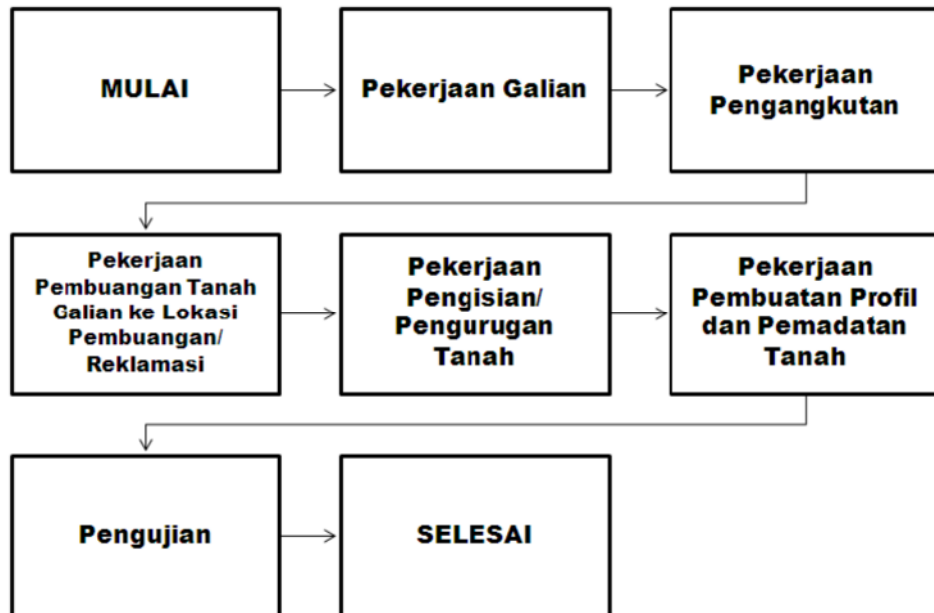 MULAI
Pekerjaan Galian
Pekerjaan
Pengangkutan
Pekerjaan
Pembuangan Tanah
Galian ke Lokasi
Pembuangan/
Reklamasi
Pekerjaan
Pengisian/
Pengurugan
Tanah
Pekerjaan
Pembuatan Profil
dan Pemadatan
Tanah
Pengujian
SELESAI